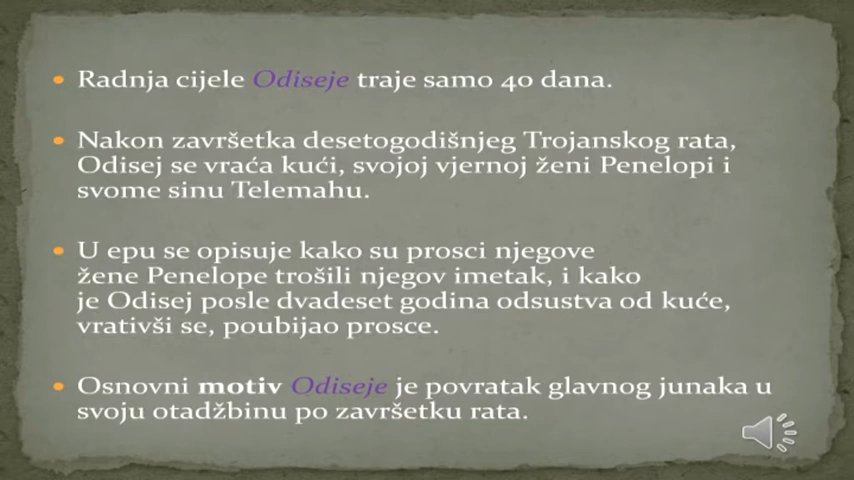 Radnja cijele Odiseje traje samo 40 dana.
Nakon završetka desetogodišnjeg Trojanskog rata,
Odisej se vraća kući, svojoj vjernoj ženi Penelopi i
svome sinu Telemahu.
U epu se opisuje kako su prosci njegove
žene Penelope trošili njegov imetak, i kako
je Odisej posle dvadeset godina odsustva od kuće,
vrativši se, poubijao prosce.
Osnovni motiv Odiseje je povratak glavnog junaka u
svoju otadžbinu po završetku rata.